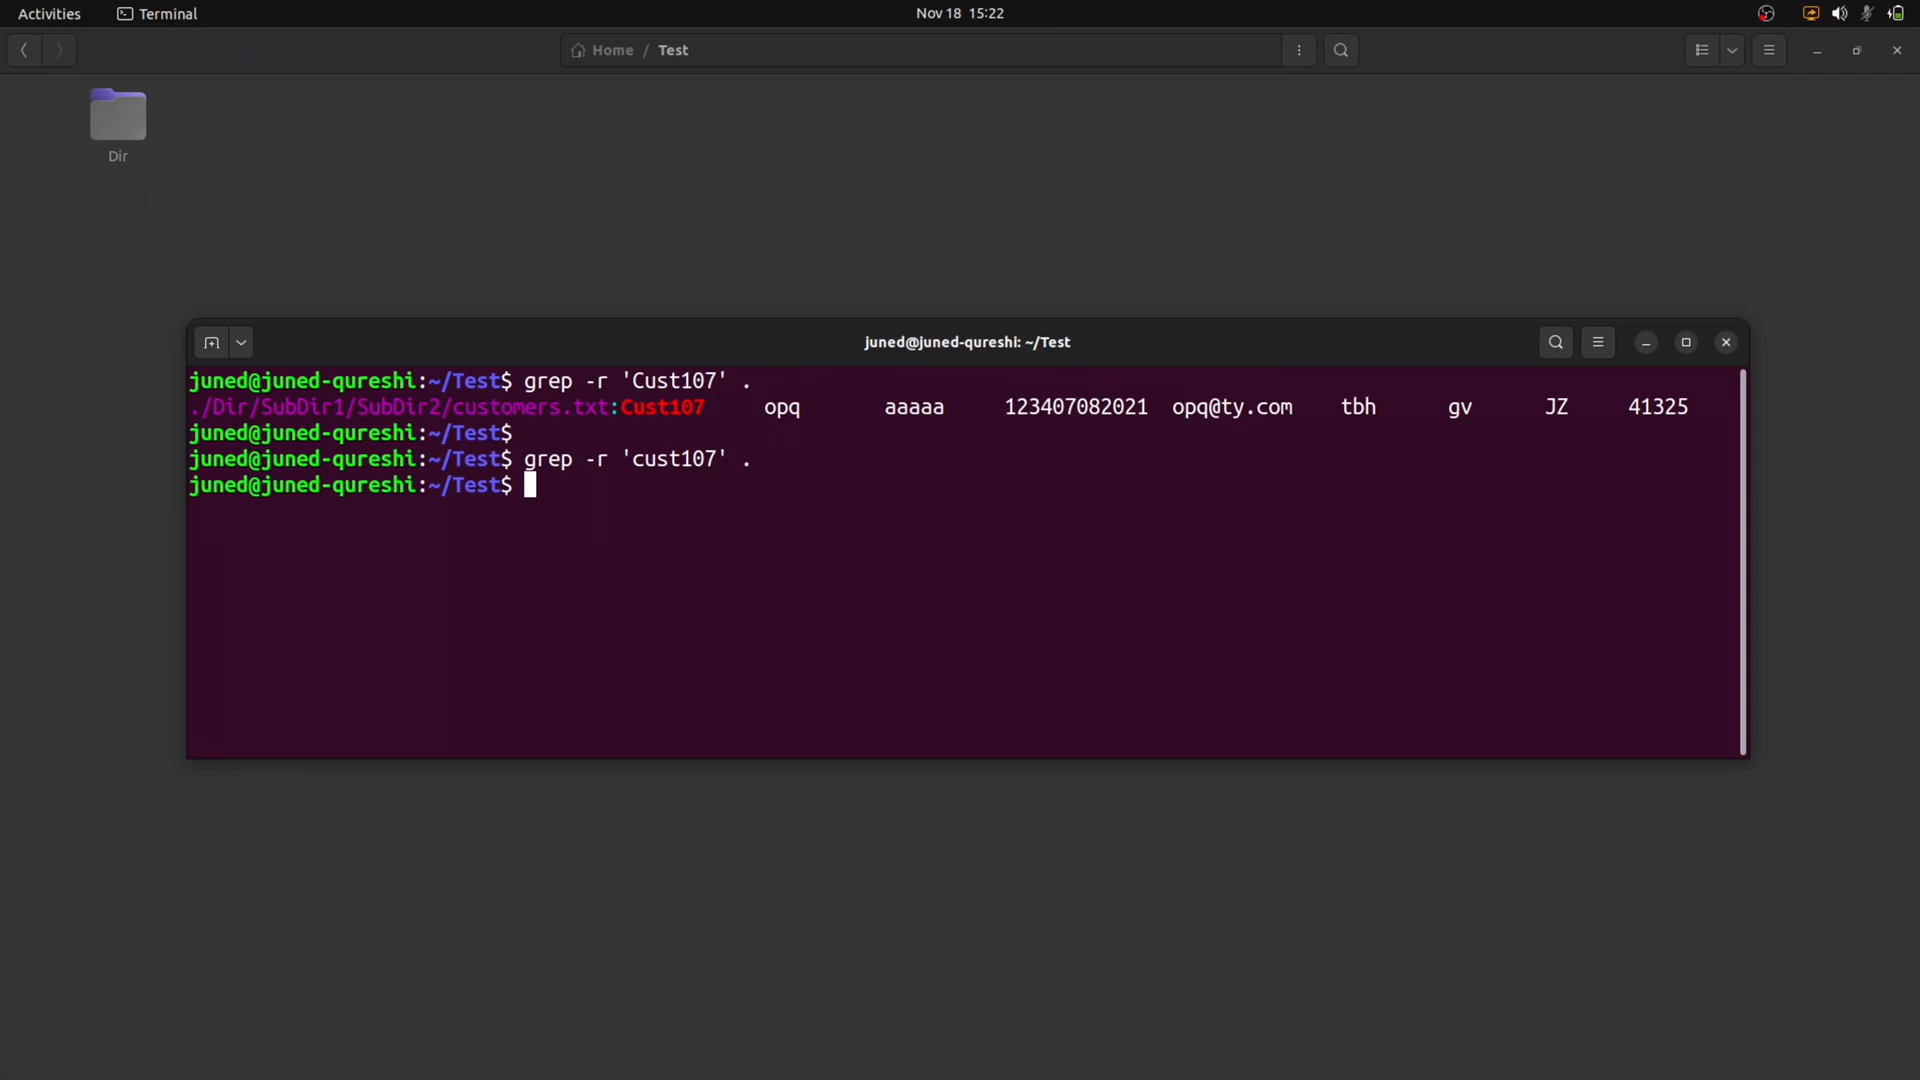 Activities Terminal Nov 18 15:22
Home / Test
Dir
juned@juned-qureshi: ~/Test
juned@juned-qureshi:~/Test$ grep -r 'Cust107' .
./Dir/SubDir1/SubDir2/customers.txt:Cust107 opq aaaaa 123407082021 opq@ty.com tbh gv JZ 41325
juned@juned-qureshi:~/Test$
juned@juned-qureshi:~/Test$ grep -r 'cust107' .
juned@juned-qureshi:~/Test$